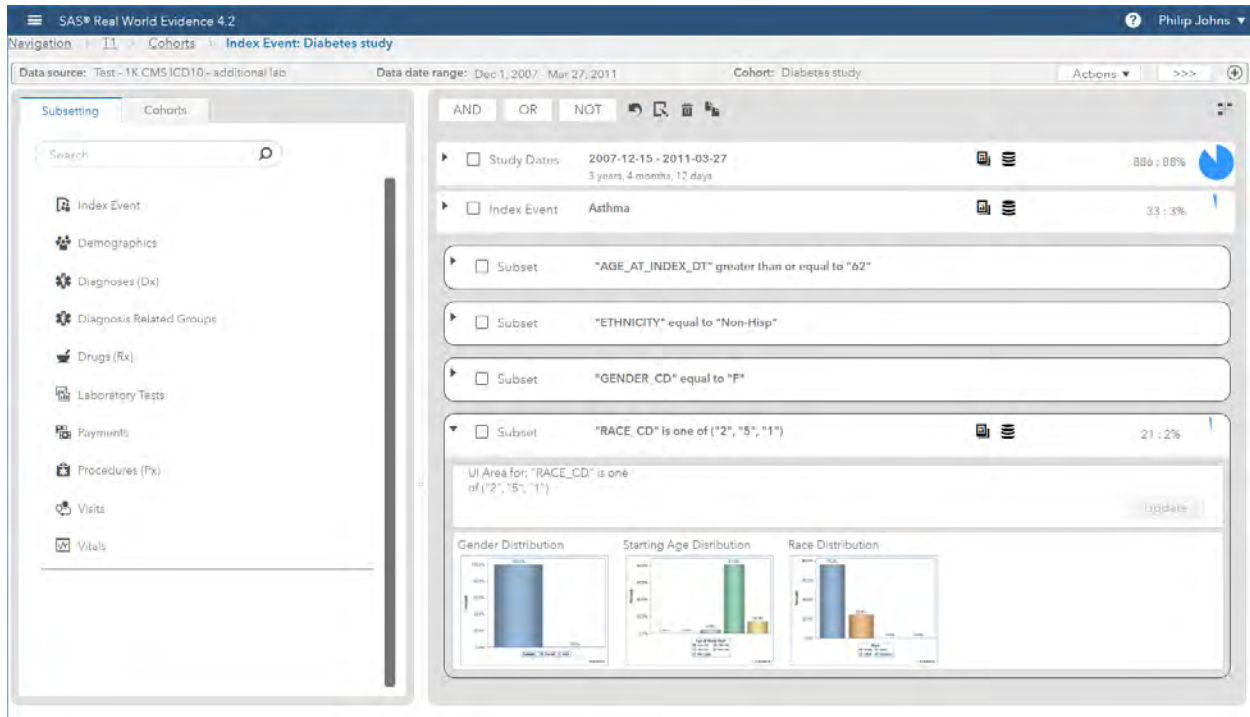 SAS® Real World Evidence 4.2
? Philip Johns
Navigation T1 Cohorts Index Event: Diabetes study
Data source: Test - 1K CMS ICD10 - additional lab Data date range: Dec 1, 2007 - Mar 27, 2011 Cohort: Diabetes study Actions >>>
Subsetting Cohorts
AND OR NOT
Search
Study Dates 2007-12-15 - 2011-03-27 886 : 88%
3 years, 4 months, 12 days
Index Event
Index Event Asthma 33 : 3%
Demographics
Subset "AGE_AT_INDEX_DT" greater than or equal to "62"
Diagnoses (Dx)
Diagnosis Related Groups
Subset "ETHNICITY" equal to "Non-Hisp"
Drugs (Rx)
Subset "GENDER_CD" equal to "F"
Laboratory Tests
Payments
Subset "RACE_CD" is one of ("2", "5", "1") 21 : 2%
Procedures (Px)
UI Area for: "RACE_CD" is one
of ("2", "5", "1")
Visits
Update
Vitals
Gender Distribution Starting Age Disribution Race Distribution